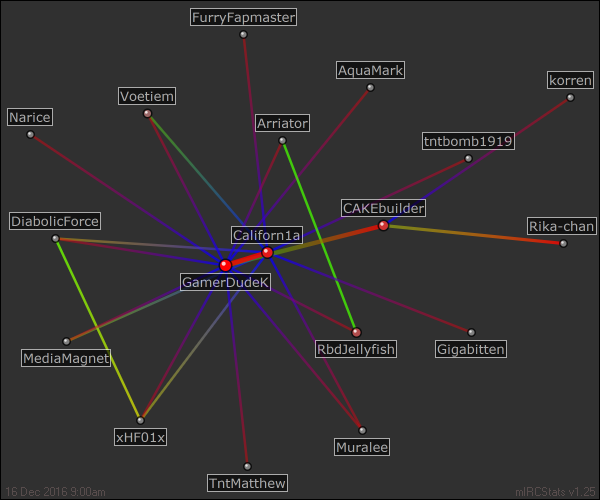 FurryFapmaster
AquaMark
korren
Voetiem
Narice
Arriator
tntbomb1919
CAKEbuilder
DiabolicForce
Rika-chan
Californ1a
GamerDudeK
MediaMagnet
RbdJellyfish
Gigabitten
xHF01x
Muralee
TntMatthew
16 Dec 2016 9:00am
mIRCStats v1.25